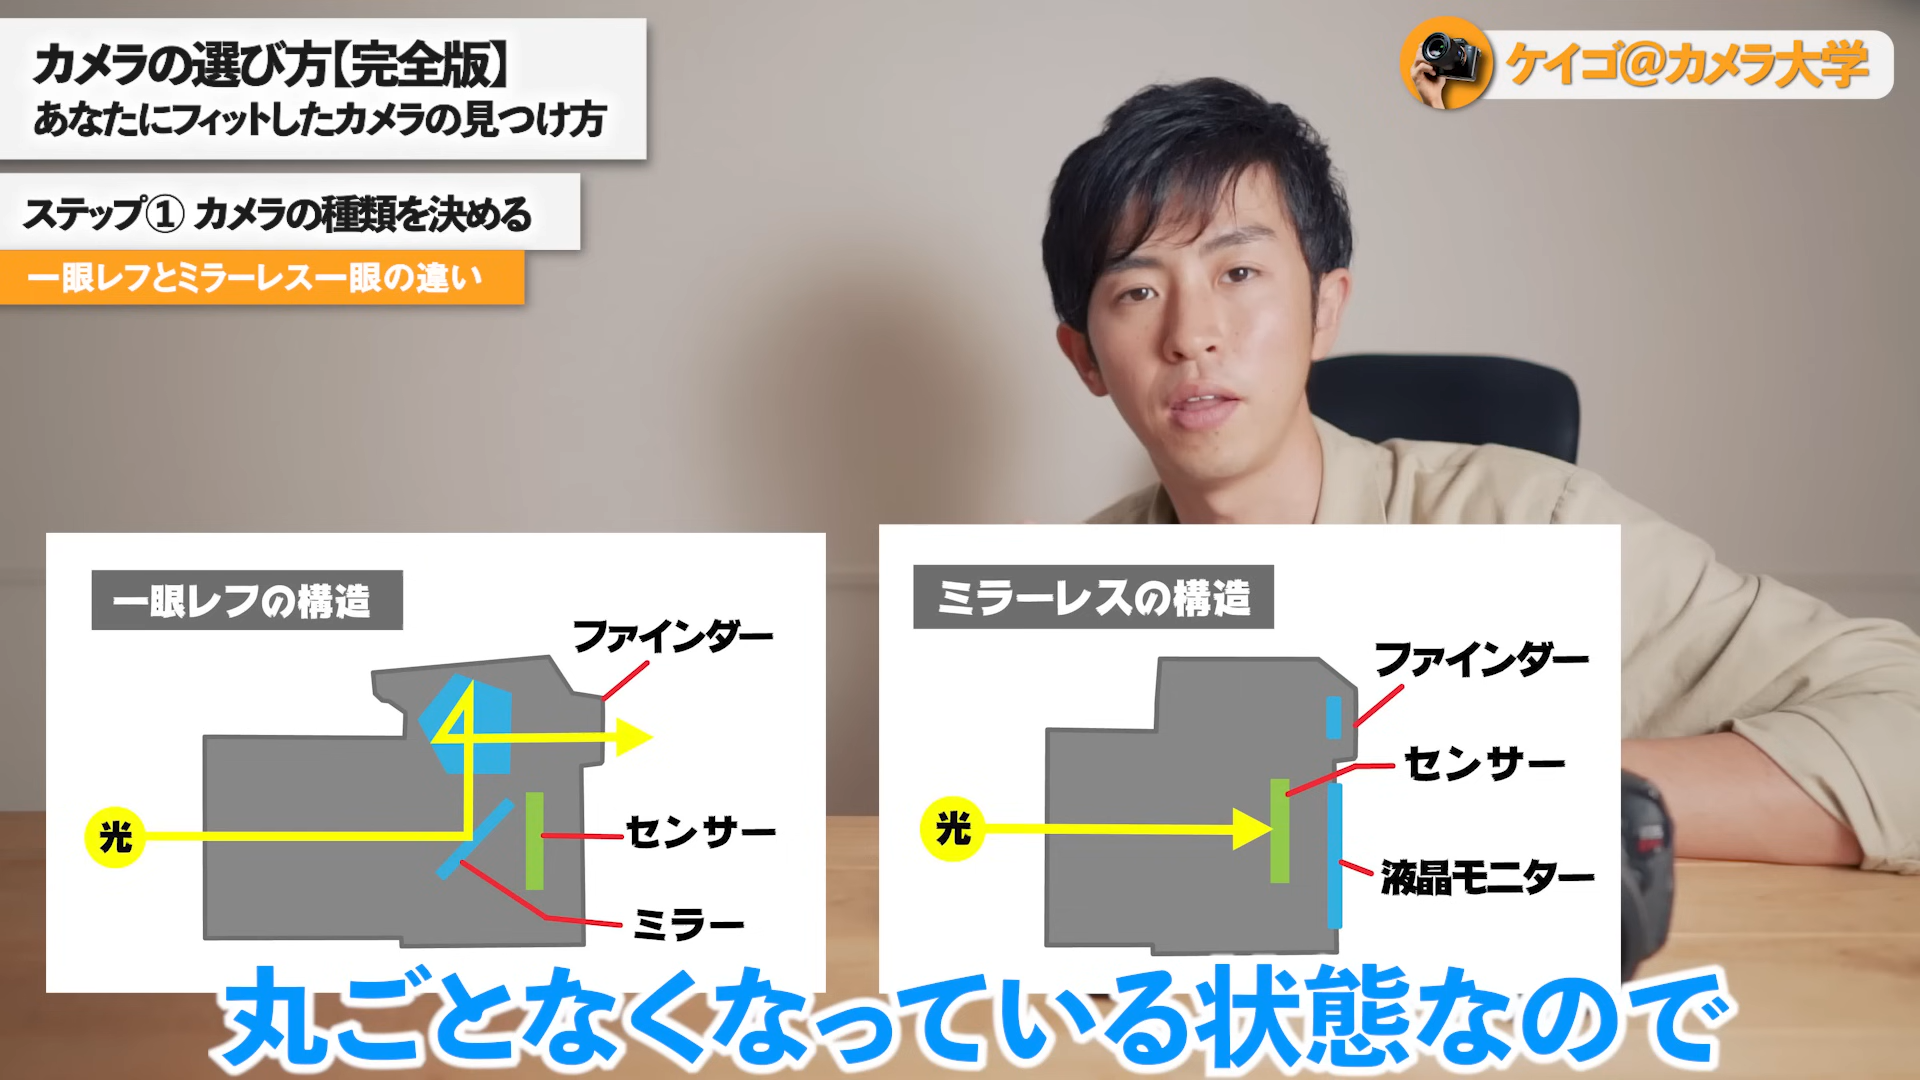 カメラの選び方【完全版】
あなたにフィットしたカメラの見つけ方
ケイゴ@カメラ大学
ステップ① カメラの種類を決める
一眼レフとミラーレス一眼の違い
一眼レフの構造
ファインダー
光
センサー
ミラー
ミラーレスの構造
ファインダー
センサー
光
液晶モニター
丸ごとなくなっている状態なので